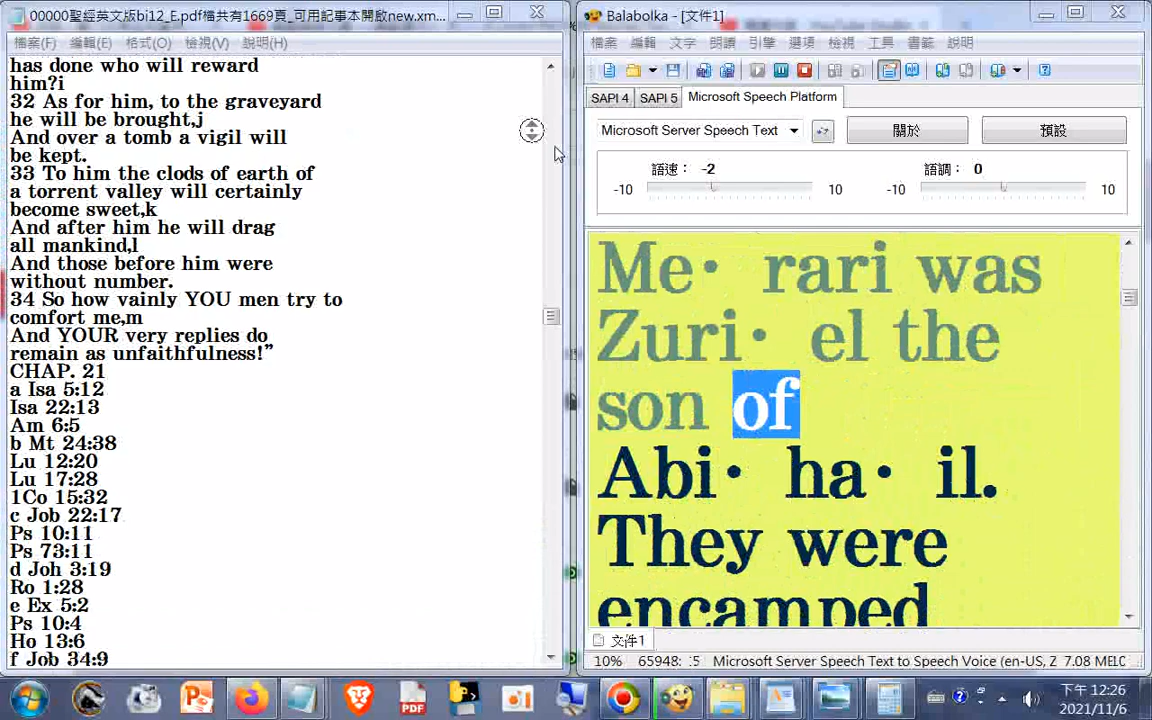 00000聖經英文版bi12_E.pdf檔共有1669頁_可用記事本開啟new.xm...
檔案(F) 編輯(E) 格式(O) 檢視(V) 說明(H)
has done who will reward
him?i
32 As for him, to the graveyard
he will be brought,j
And over a tomb a vigil will
be kept.
33 To him the clods of earth of
a torrent valley will certainly
become sweet,k
And after him he will drag
all mankind,l
And those before him were
without number.
34 So how vainly YOU men try to
comfort me,m
And YOUR very replies do
remain as unfaithfulness!”
CHAP. 21
a Isa 5:12
Isa 22:13
Am 6:5
b Mt 24:38
Lu 12:20
Lu 17:28
1Co 15:32
c Job 22:17
Ps 10:11
Ps 73:11
d Joh 3:19
Ro 1:28
e Ex 5:2
Ps 10:4
Ho 13:6
f Job 34:9
Balabolka - [文件1]
檔案 編輯 文字 朗讀 引擎 選項 檢視 工具 書籤 說明
SAPI 4 SAPI 5 Microsoft Speech Platform
Microsoft Server Speech Text 關於 預設
語速： -2 語調： 0
-10 10 -10 10
Me· rari was
Zuri· el the
son of
Abi· ha· il.
They were
encamped
文件1
10% 65948: :5 Microsoft Server Speech Text to Speech Voice (en-US, Z 7.08 MELC
PDF
下午 12:26
2021/11/6